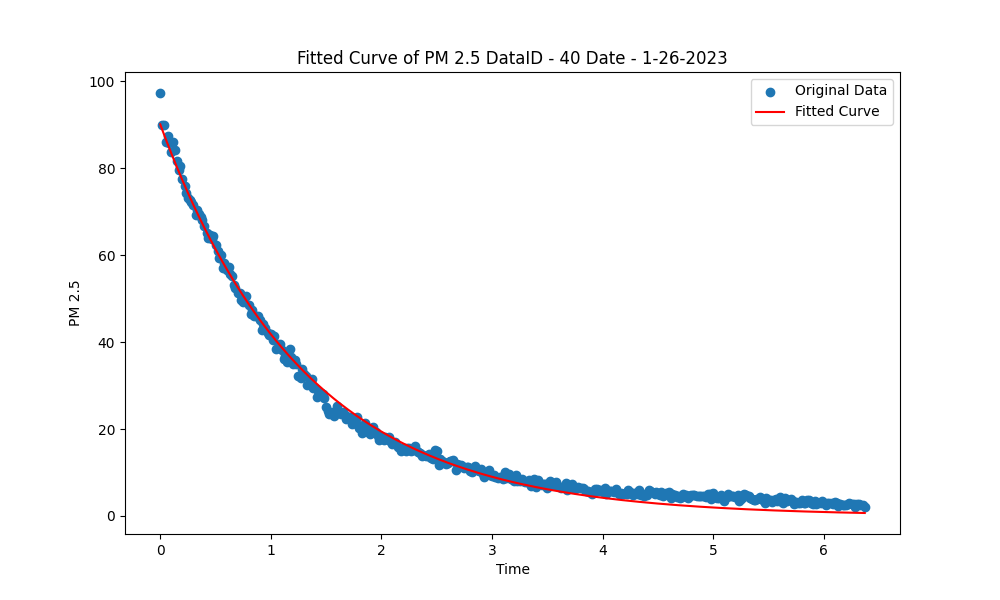 Fitted Curve of PM 2.5 DataID - 40 Date - 1-26-2023
Original Data
Fitted Curve
100
80
60
40
20
0
PM 2.5
0 1 2 3 4 5 6
Time